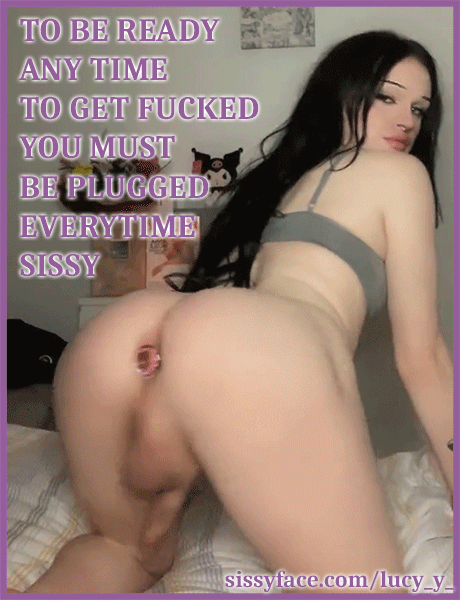 TO BE READY
ANY TIME
TO GET FUCKED
YOU MUST
BE PLUGGED
EVERYTIME
SISSY
sissyface.com/lucy_y_